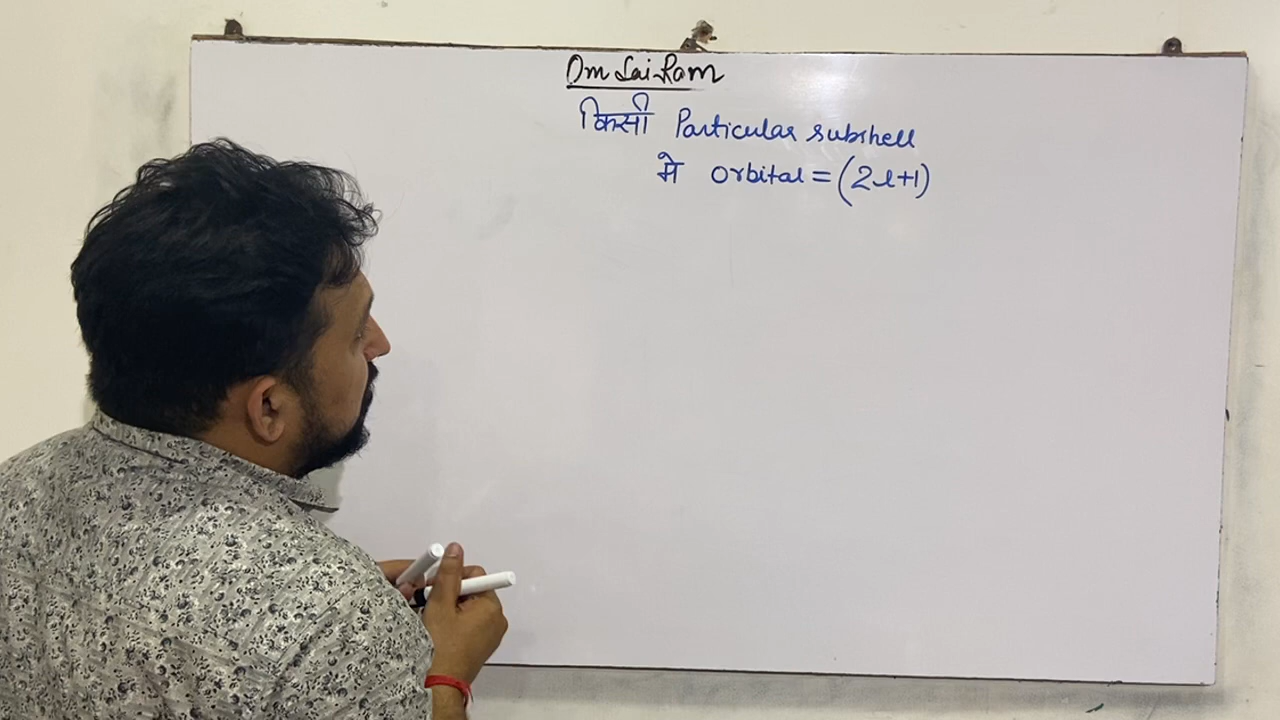 Om Sai Ram
किसी Particular subshell
मे orbital = (2l+1)